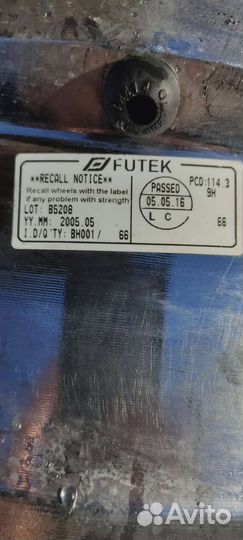 FUTEK
**RECALL NOTICE**
Recall wheels with the label
if any problem with strength
LOT: B5208
YY.MM: 2005.05
I.D/Q'TY: BH001/ 66
PASSED
05.05.16
L C
PCD:114.3
9H
66
Avito